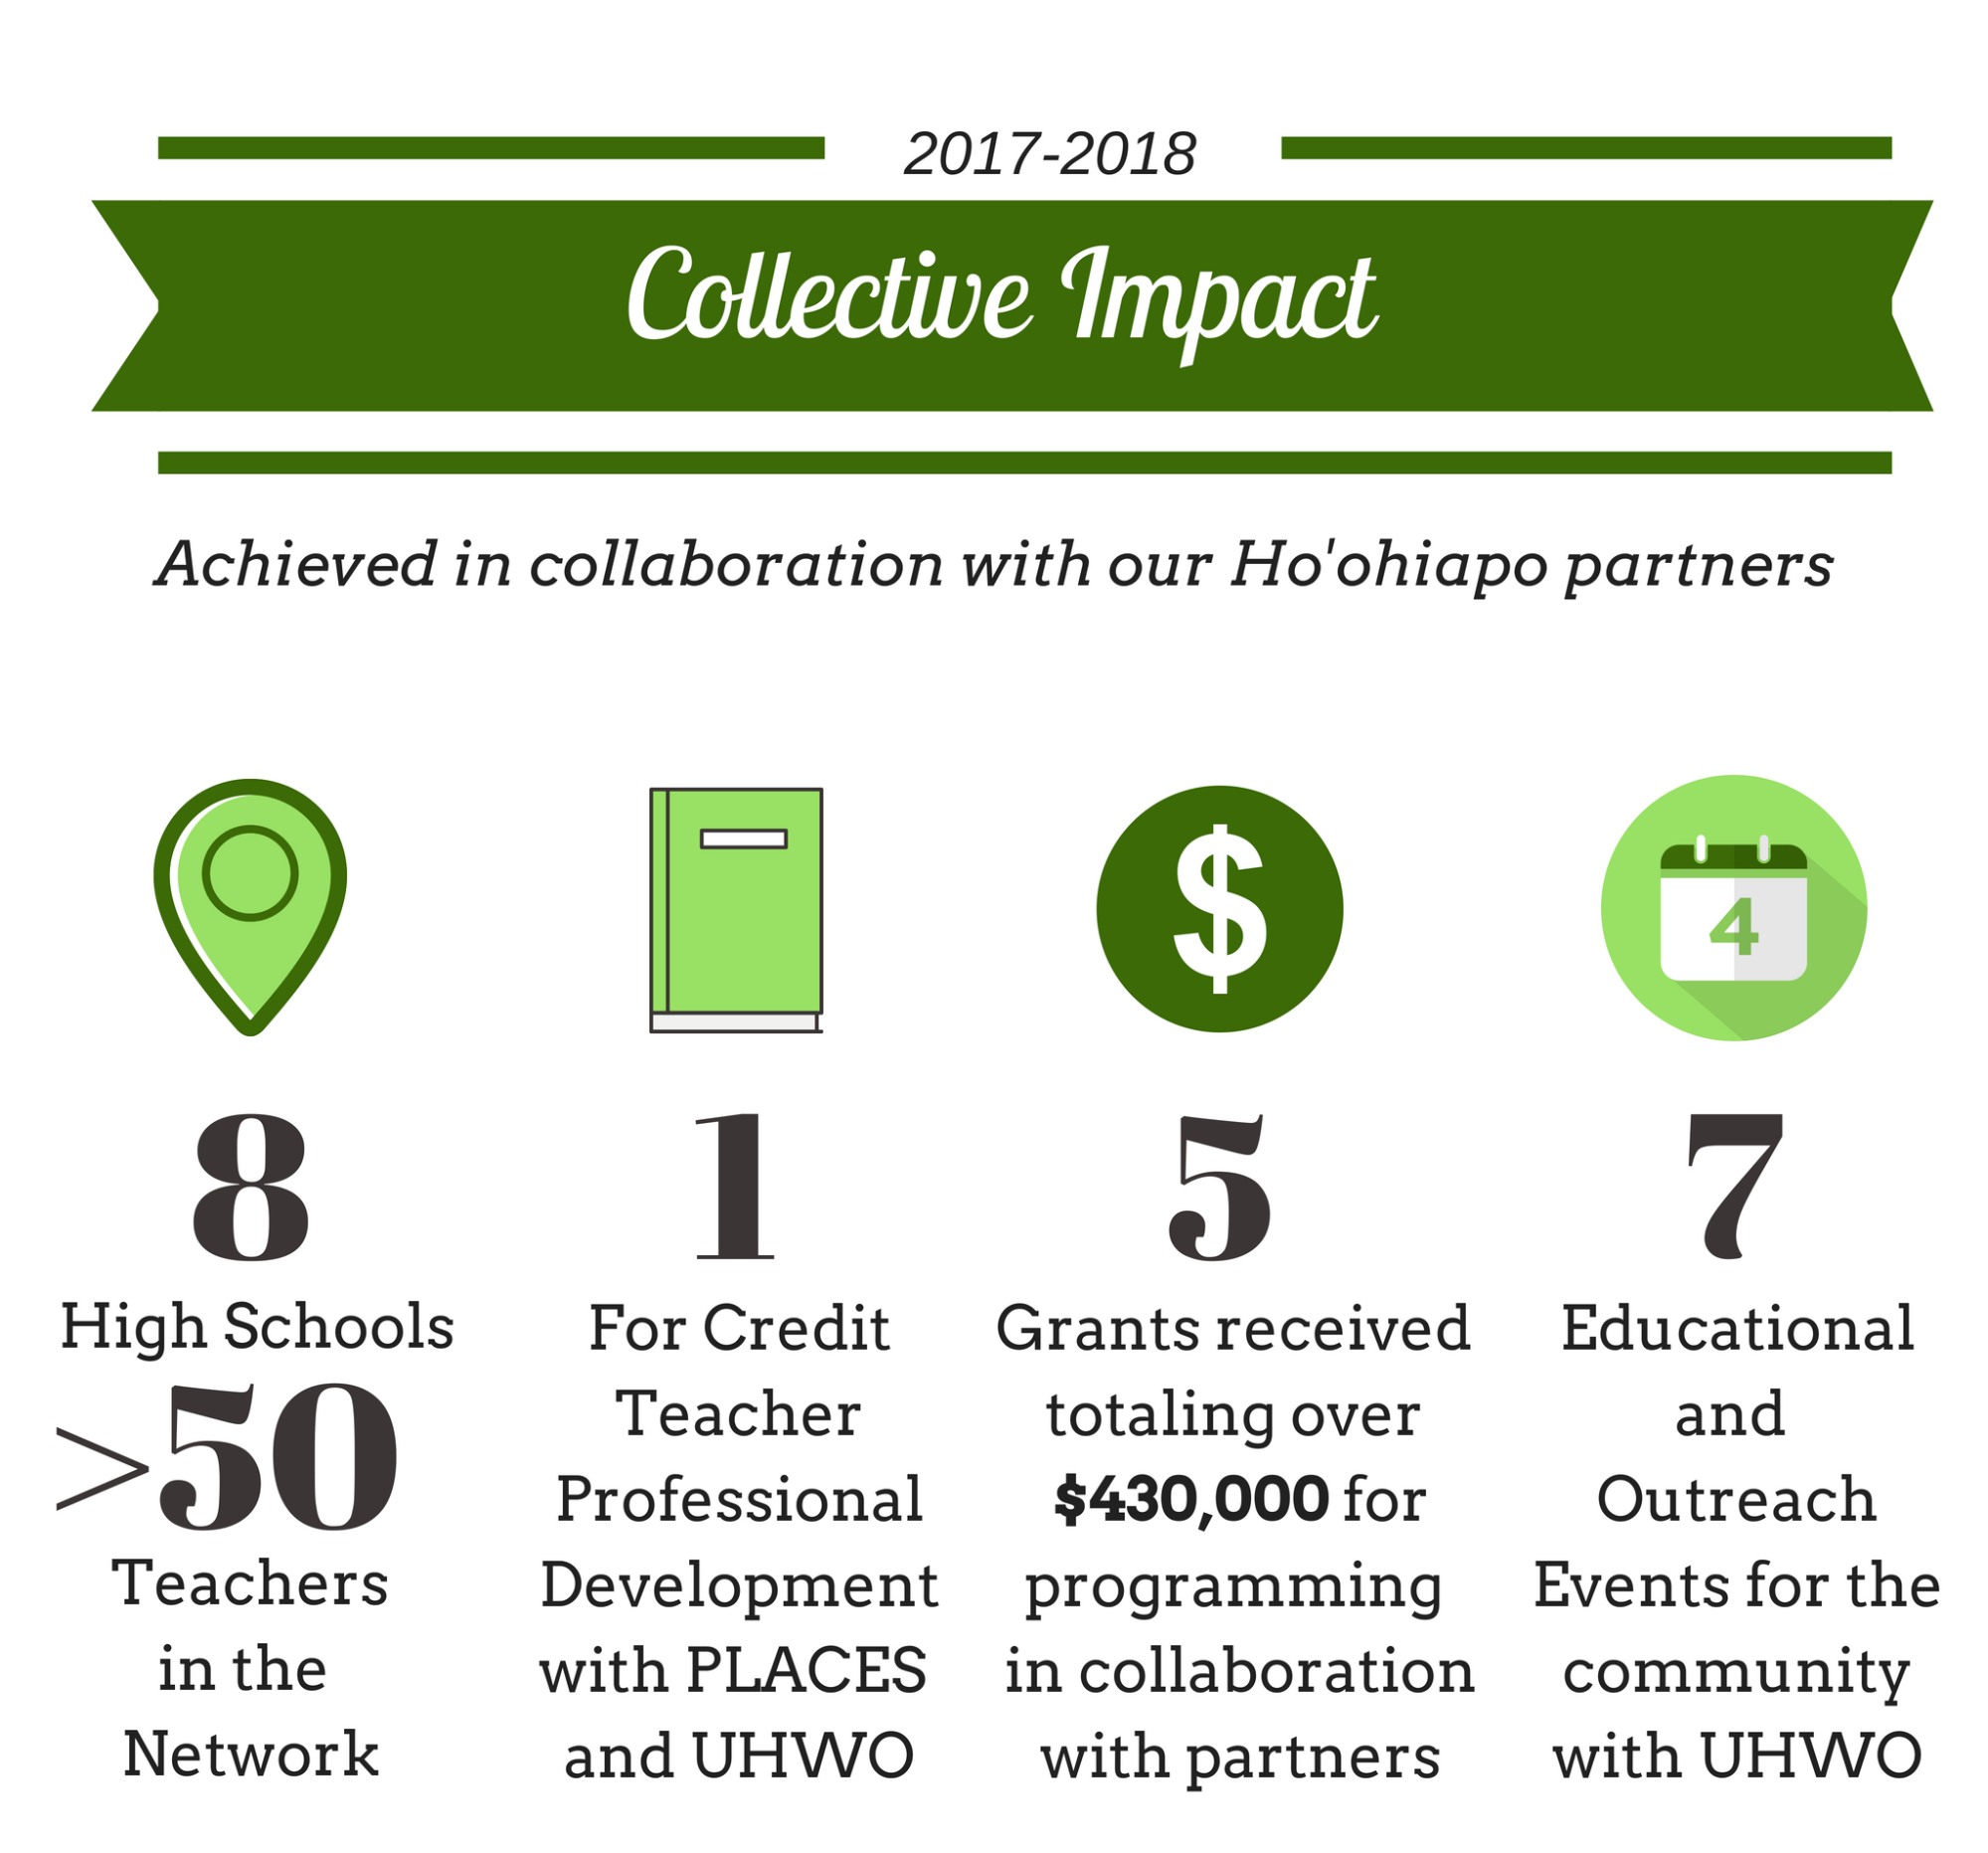 2017-2018
Collective Impact
Achieved in collaboration with our Ho'ohiapo partners
8
High Schools
>50
Teachers
in the
Network
1
For Credit
Teacher
Professional
Development
with PLACES
and UHWO
5
Grants received
totaling over
$430,000 for
programming
in collaboration
with partners
4
7
Educational
and
Outreach
Events for the
community
with UHWO